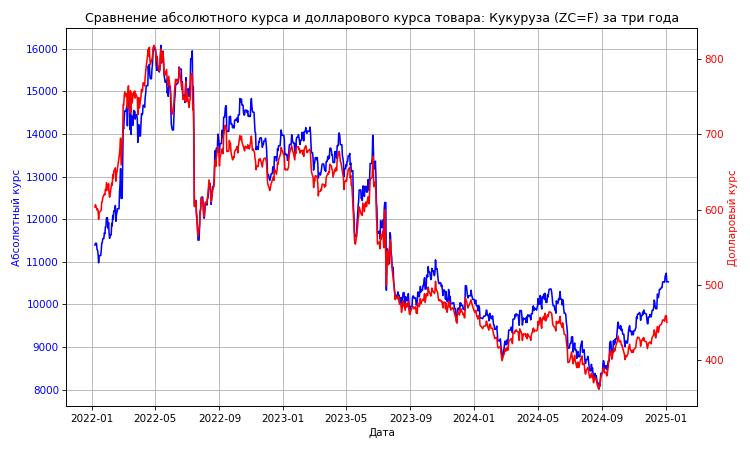 Сравнение абсолютного курса и долларового курса товара: Кукуруза (ZC=F) за три года
Абсолютный курс
16000
15000
14000
13000
12000
11000
10000
9000
8000
800
700
600
500
400
Долларовый курс
2022-01 2022-05 2022-09 2023-01 2023-05 2023-09 2024-01 2024-05 2024-09 2025-01
Дата